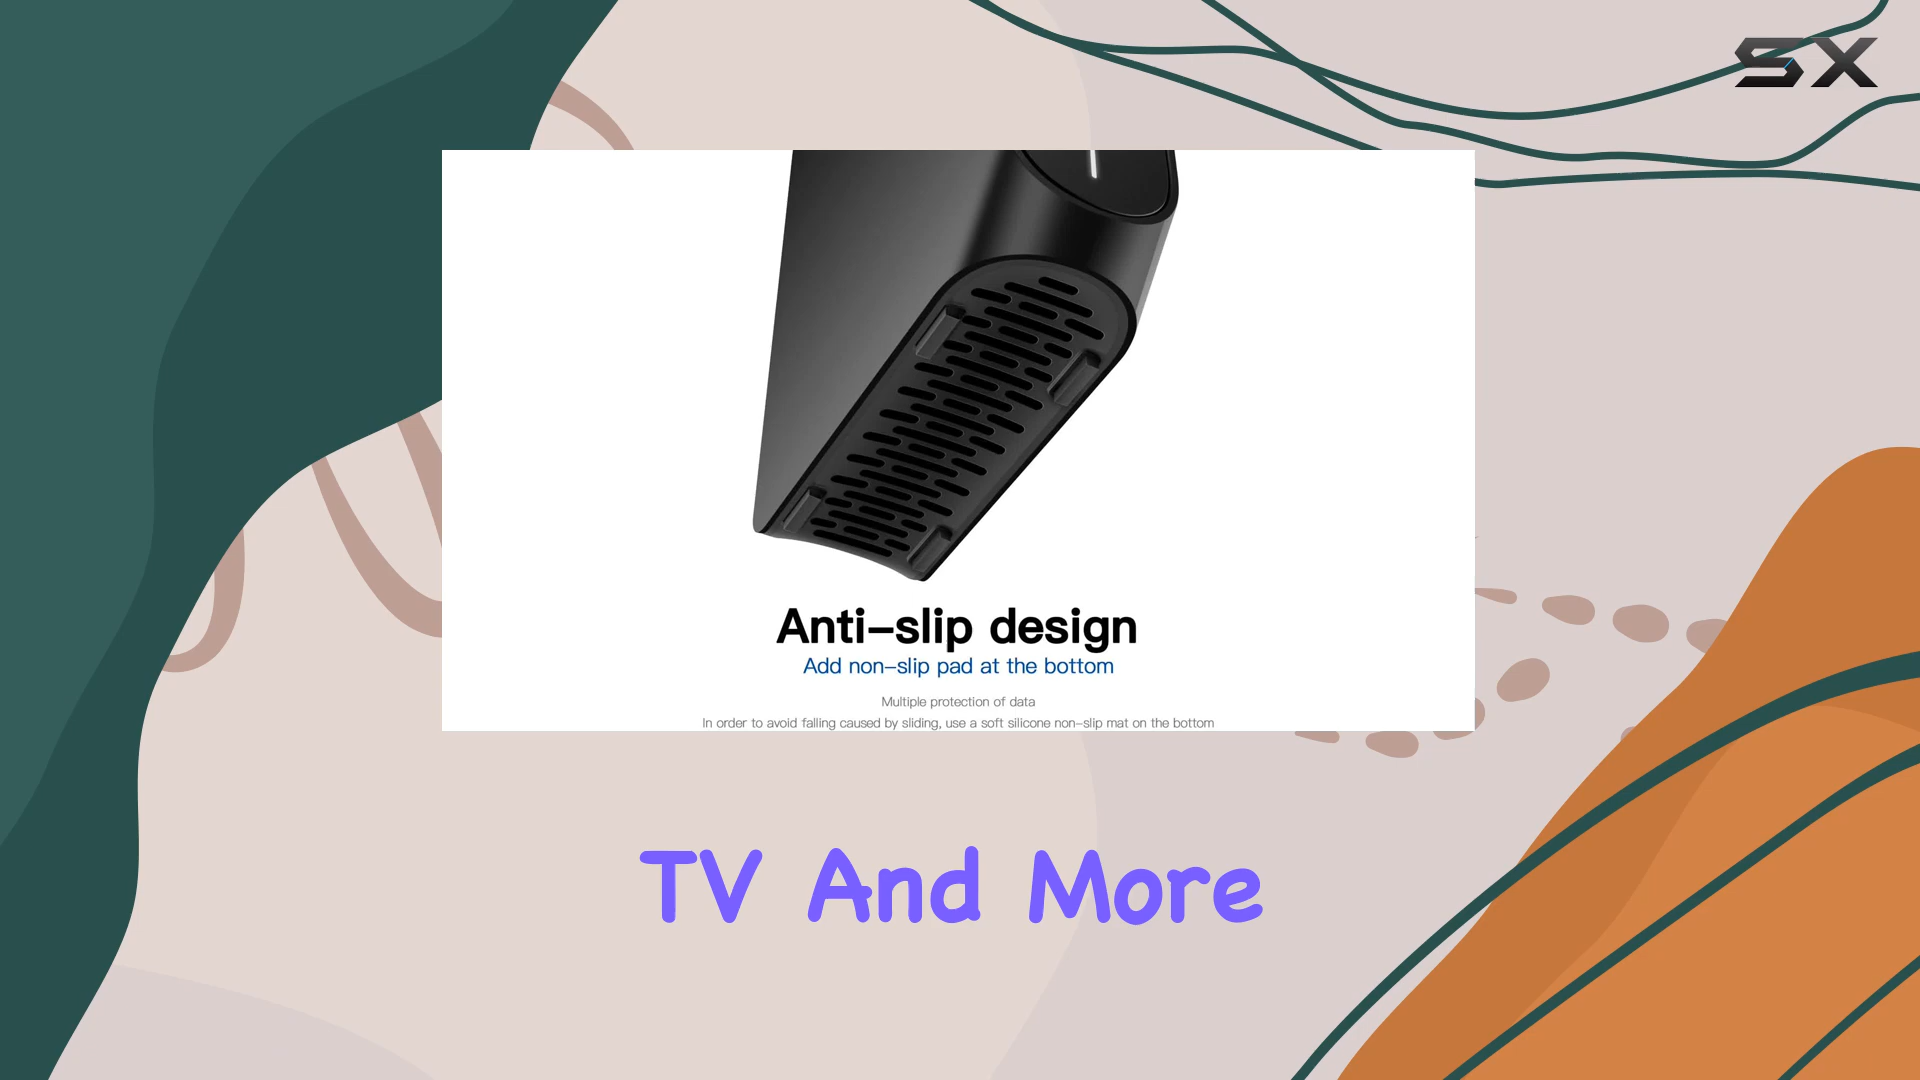 SX
Anti-slip design
Add non-slip pad at the bottom
Multiple protection of data
In order to avoid falling caused by sliding, use a soft silicone non-slip mat on the bottom
TV And More